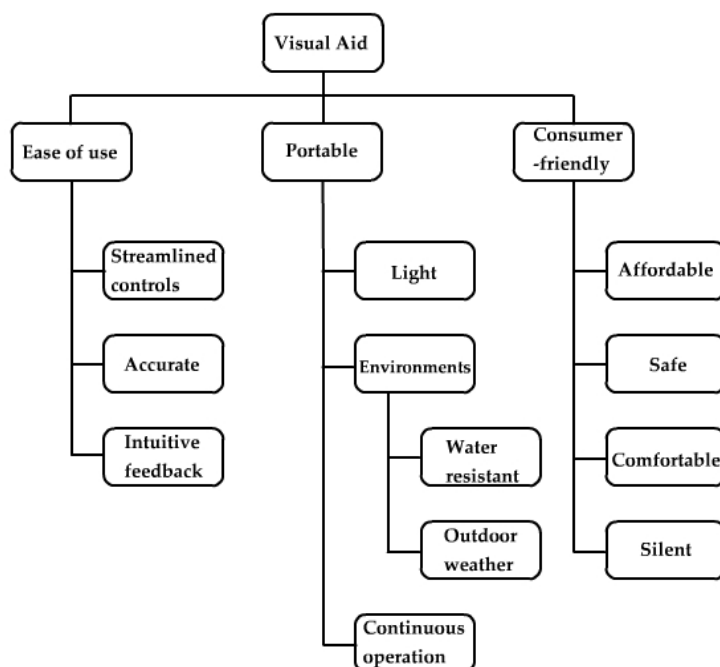 Visual Aid
Ease of use
Portable
Consumer
-friendly
Streamlined
controls
Accurate
Intuitive
feedback
Light
Environments
Water
resistant
Outdoor
weather
Continuous
operation
Affordable
Safe
Comfortable
Silent